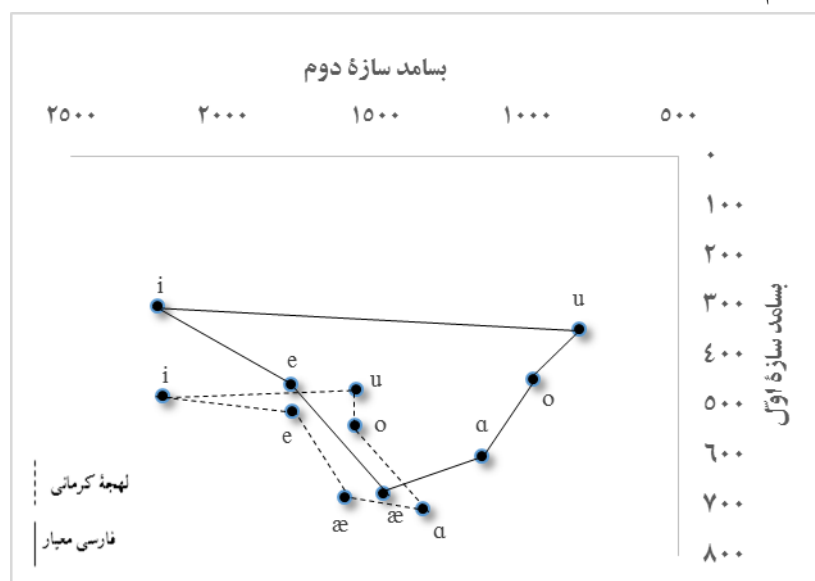 بسامد سازهٔ دوم
۲۵۰۰ ۲۰۰۰ ۱۵۰۰ ۱۰۰۰ ۵۰۰
۰
۱۰۰
۲۰۰
۳۰۰
۴۰۰
۵۰۰
۶۰۰
۷۰۰
۸۰۰
بسامد سازهٔ اوّل
i
u
e
o
ɑ
æ
i
u
e
o
æ
ɑ
لهجهٔ کرمانی
فارسی معیار